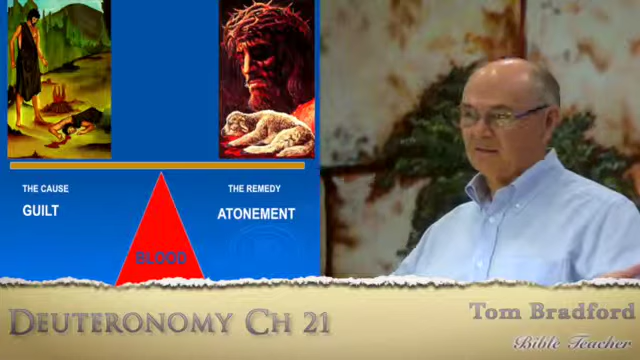 THE CAUSE
GUILT
THE REMEDY
ATONEMENT
BLOOD
DEUTERONOMY CH 21
Tom Bradford
Bible Teacher